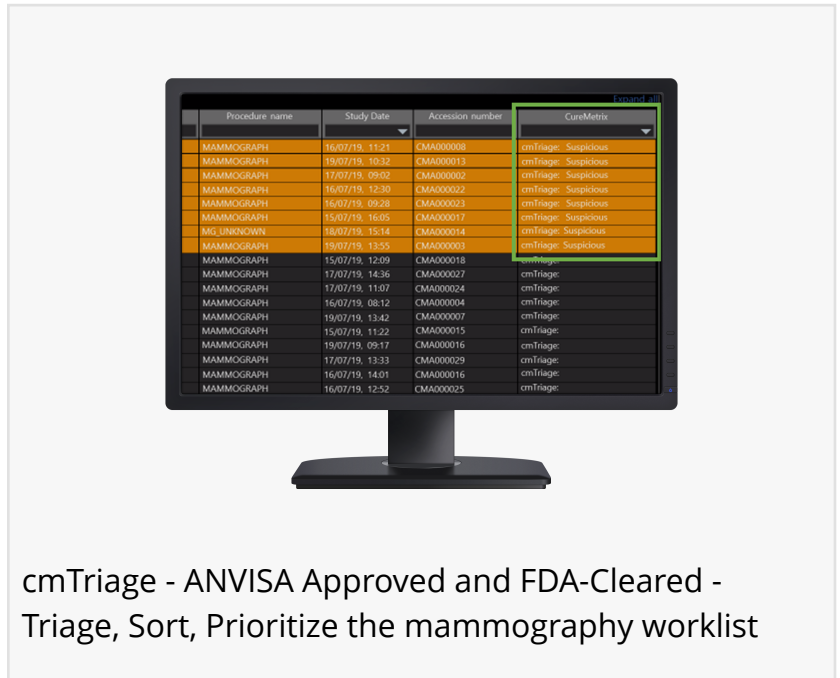 Expand all
Procedure name Study Date Accession number CureMetrix
MAMMOGRAPH 16/07/19, 11:21 CMA000008 cmTriage: Suspicious
MAMMOGRAPH 19/07/19, 10:32 CMA000013 cmTriage: Suspicious
MAMMOGRAPH 17/07/19, 09:02 CMA000002 cmTriage: Suspicious
MAMMOGRAPH 16/07/19, 12:30 CMA000022 cmTriage: Suspicious
MAMMOGRAPH 16/07/19, 09:28 CMA000023 cmTriage: Suspicious
MAMMOGRAPH 15/07/19, 16:05 CMA000017 cmTriage: Suspicious
MG_UNKNOWN 18/07/19, 15:14 CMA000014 cmTriage: Suspicious
MAMMOGRAPH 19/07/19, 13:55 CMA000003 cmTriage: Suspicious
MAMMOGRAPH 15/07/19, 12:09 CMA000018 cmTriage:
MAMMOGRAPH 17/07/19, 14:36 CMA000027 cmTriage:
MAMMOGRAPH 17/07/19, 11:07 CMA000024 cmTriage:
MAMMOGRAPH 16/07/19, 08:12 CMA000004 cmTriage:
MAMMOGRAPH 19/07/19, 13:42 CMA000007 cmTriage:
MAMMOGRAPH 15/07/19, 11:22 CMA000015 cmTriage:
MAMMOGRAPH 19/07/19, 09:17 CMA000016 cmTriage:
MAMMOGRAPH 17/07/19, 13:33 CMA000029 cmTriage:
MAMMOGRAPH 16/07/19, 14:01 CMA000016 cmTriage:
MAMMOGRAPH 16/07/19, 12:52 CMA000025 cmTriage:
cmTriage - ANVISA Approved and FDA-Cleared -
Triage, Sort, Prioritize the mammography worklist